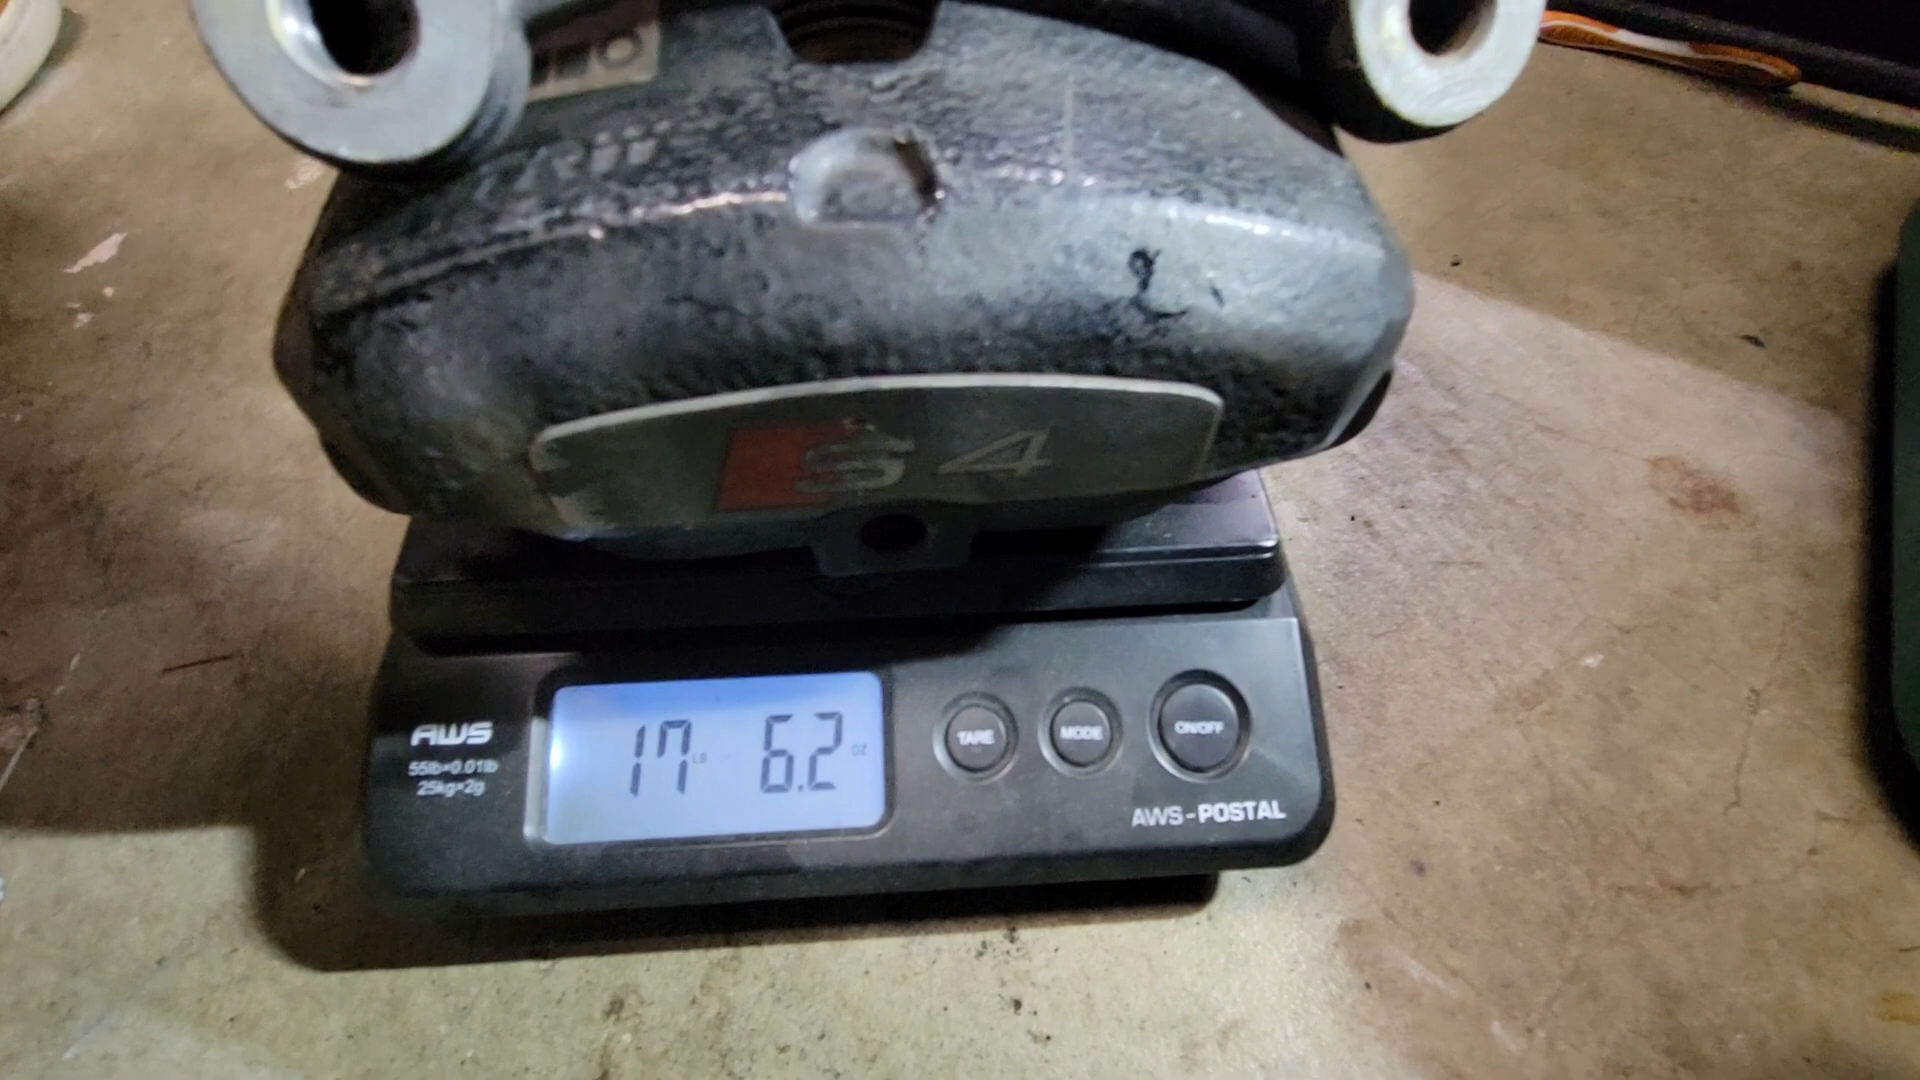 S4
17 LB 6.2 OZ
AWS
55lb×0.01lb
25kg×2g
TARE
MODE
ON/OFF
AWS-POSTAL